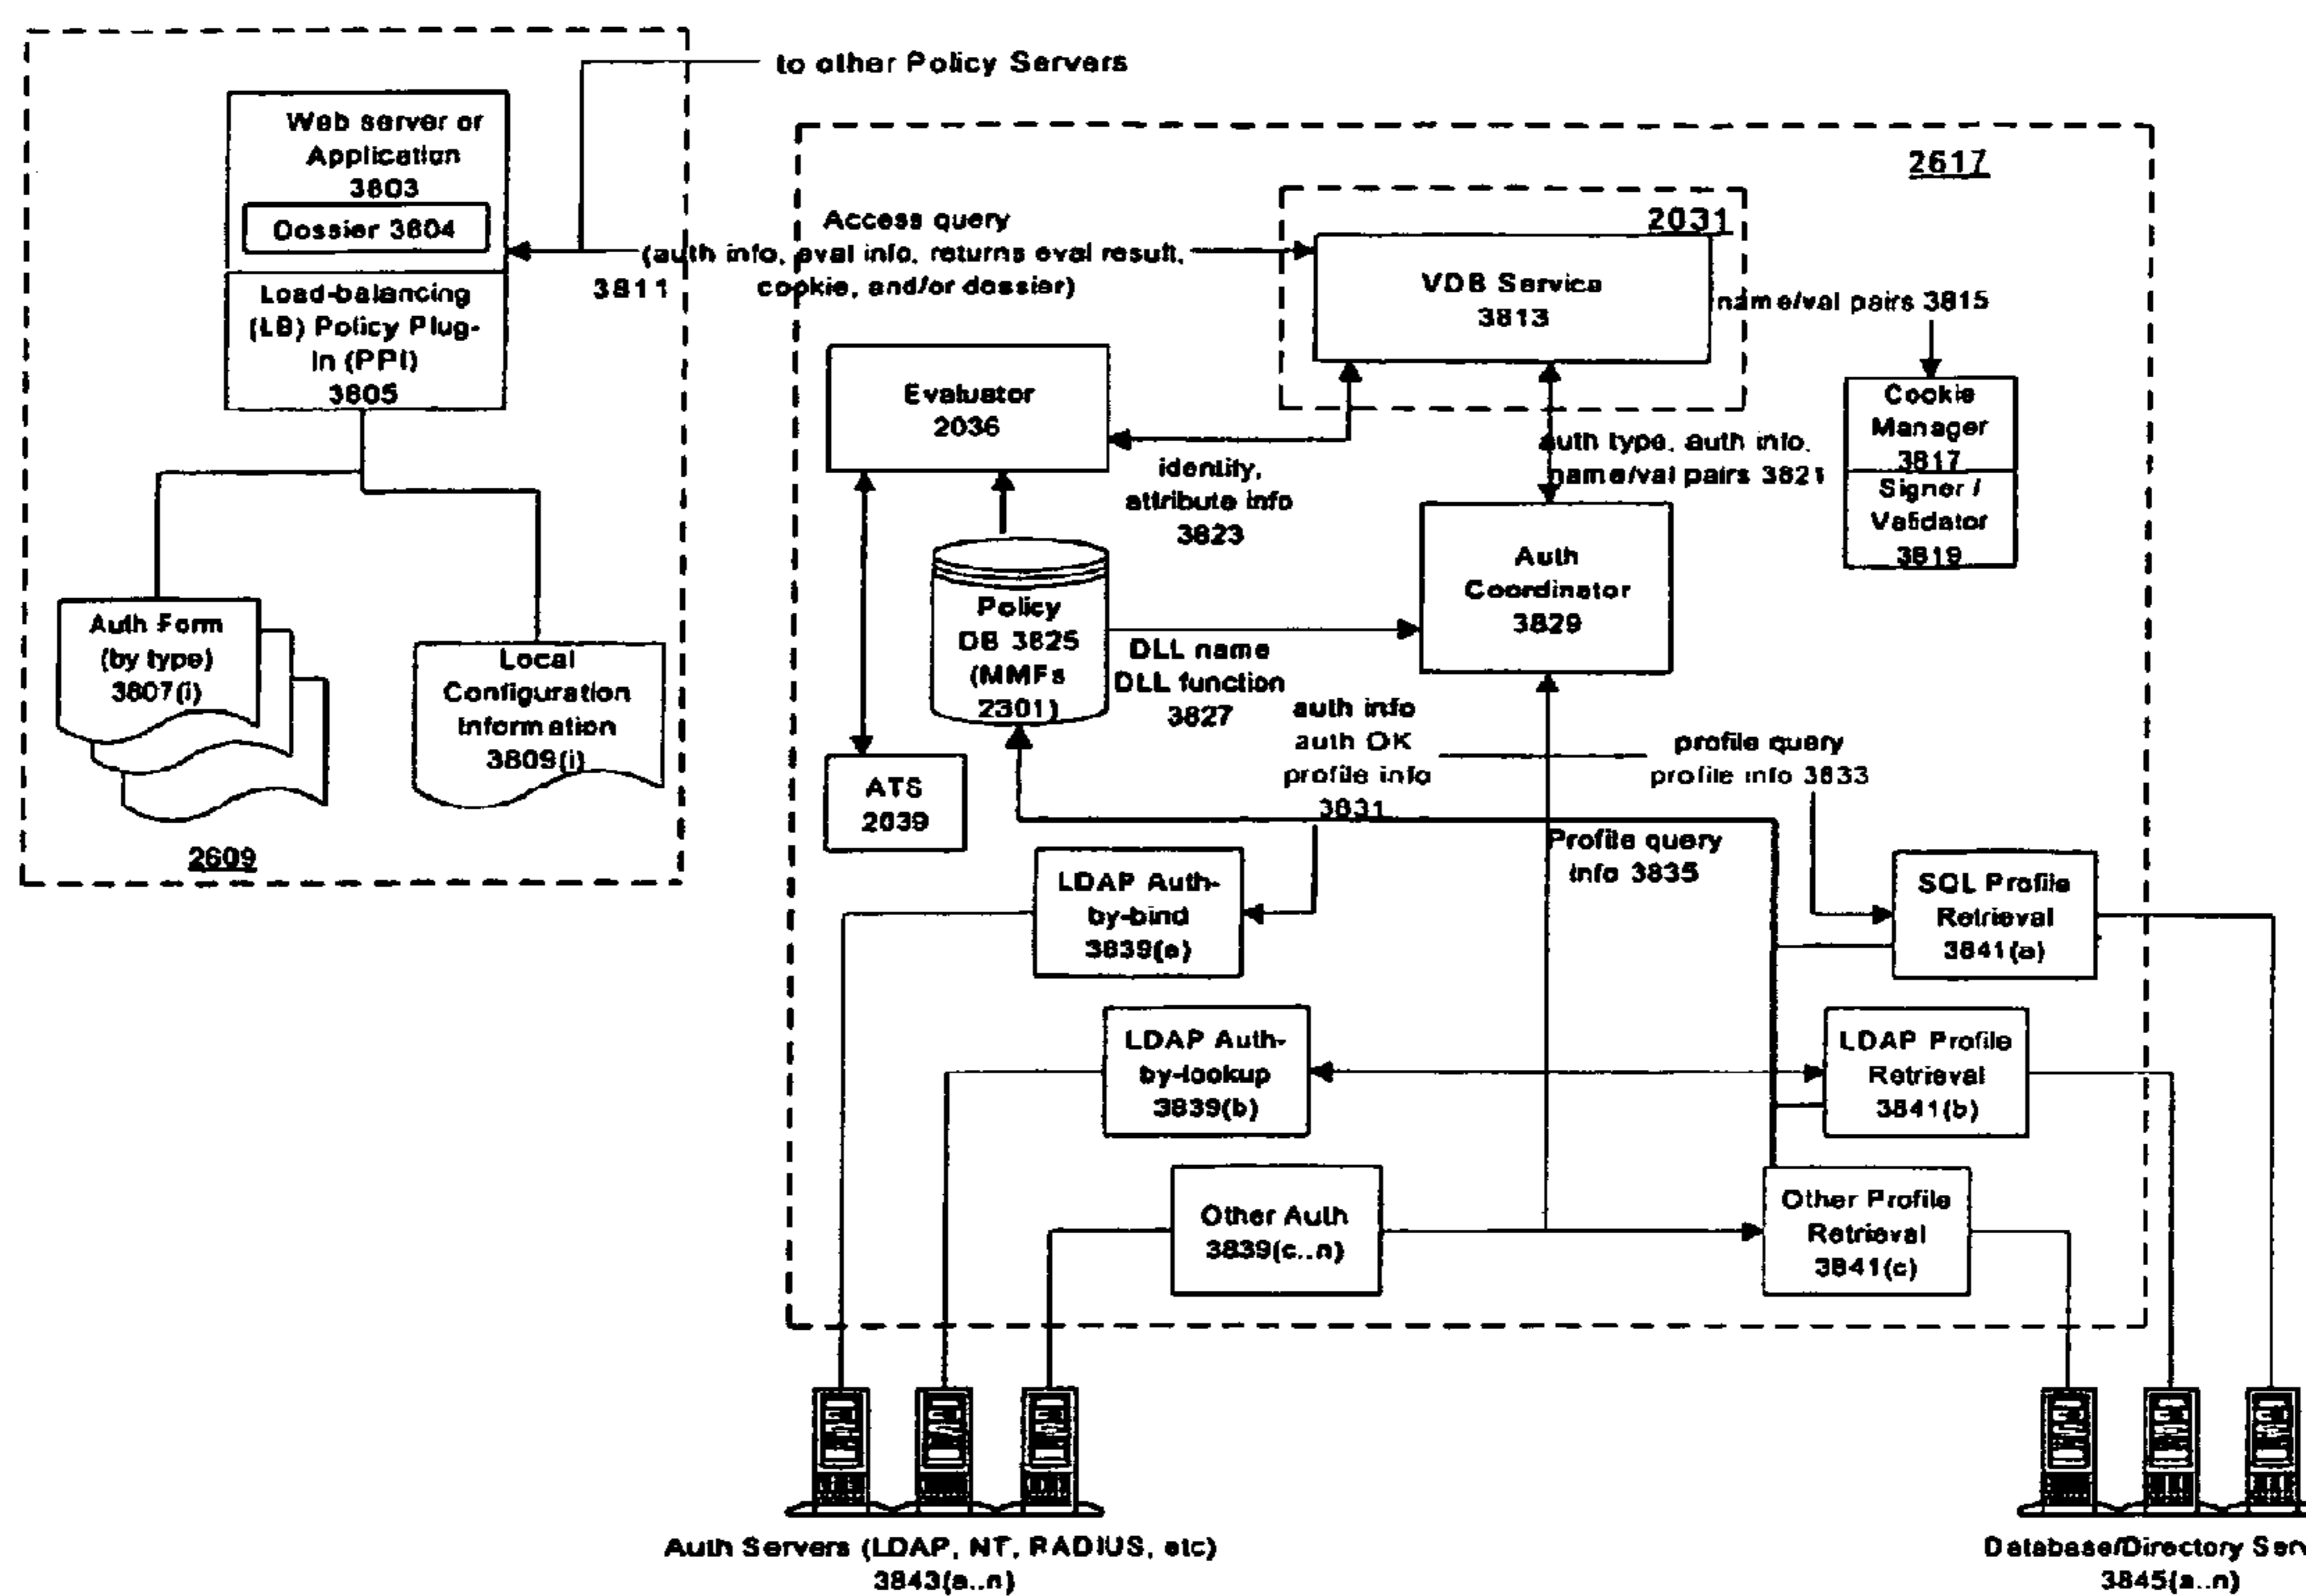 to other Policy Servers
Web server or
Application
3803
Dossier 3804
Load-balancing
(LB) Policy Plug-
In (PPI)
3805
Auth Form
(by type)
3807(i)
Local
Configuration
Information
3809(i)
2609
Access query
(auth info, eval info, returns eval result,
cookie, and/or dossier)
3811
2617
2031
VDB Service
3813
name/val pairs 3815
Cookie
Manager
3817
Signer /
Validator
3819
Evaluator
2036
identity,
attribute info
3823
auth type, auth info,
name/val pairs 3821
Auth
Coordinator
3829
Policy
DB 3825
(MMFs
2301)
DLL name
DLL function
3827
ATS
2039
auth info
auth OK
profile info
3831
profile query
profile info 3833
Profile query
info 3835
LDAP Auth-
by-bind
3839(a)
SQL Profile
Retrieval
3841(a)
LDAP Auth-
by-lookup
3839(b)
LDAP Profile
Retrieval
3841(b)
Other Auth
3839(c..n)
Other Profile
Retrieval
3841(c)
Auth Servers (LDAP, NT, RADIUS, etc)
3843(a..n)
Database/Directory Serv
3845(a..n)